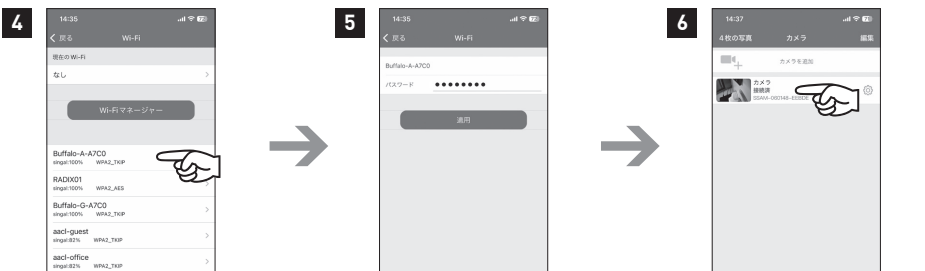 4
14:35
72
戻る
Wi-Fi
現在の Wi-Fi
なし
Wi-Fiマネージャー
Buffalo-A-A7C0
singal:100% WPA2_TKIP
RADIX01
singal:100% WPA2_AES
Buffalo-G-A7C0
singal:100% WPA2_TKIP
aacl-guest
singal:82% WPA2_TKIP
aacl-office
singal:82% WPA2_TKIP
5
14:35
72
戻る
Wi-Fi
Buffalo-A-A7C0
パスワード ●●●●●●●●
適用
6
14:37
4枚の写真
カメラ
編集
カメラを追加
カメラ
接続済